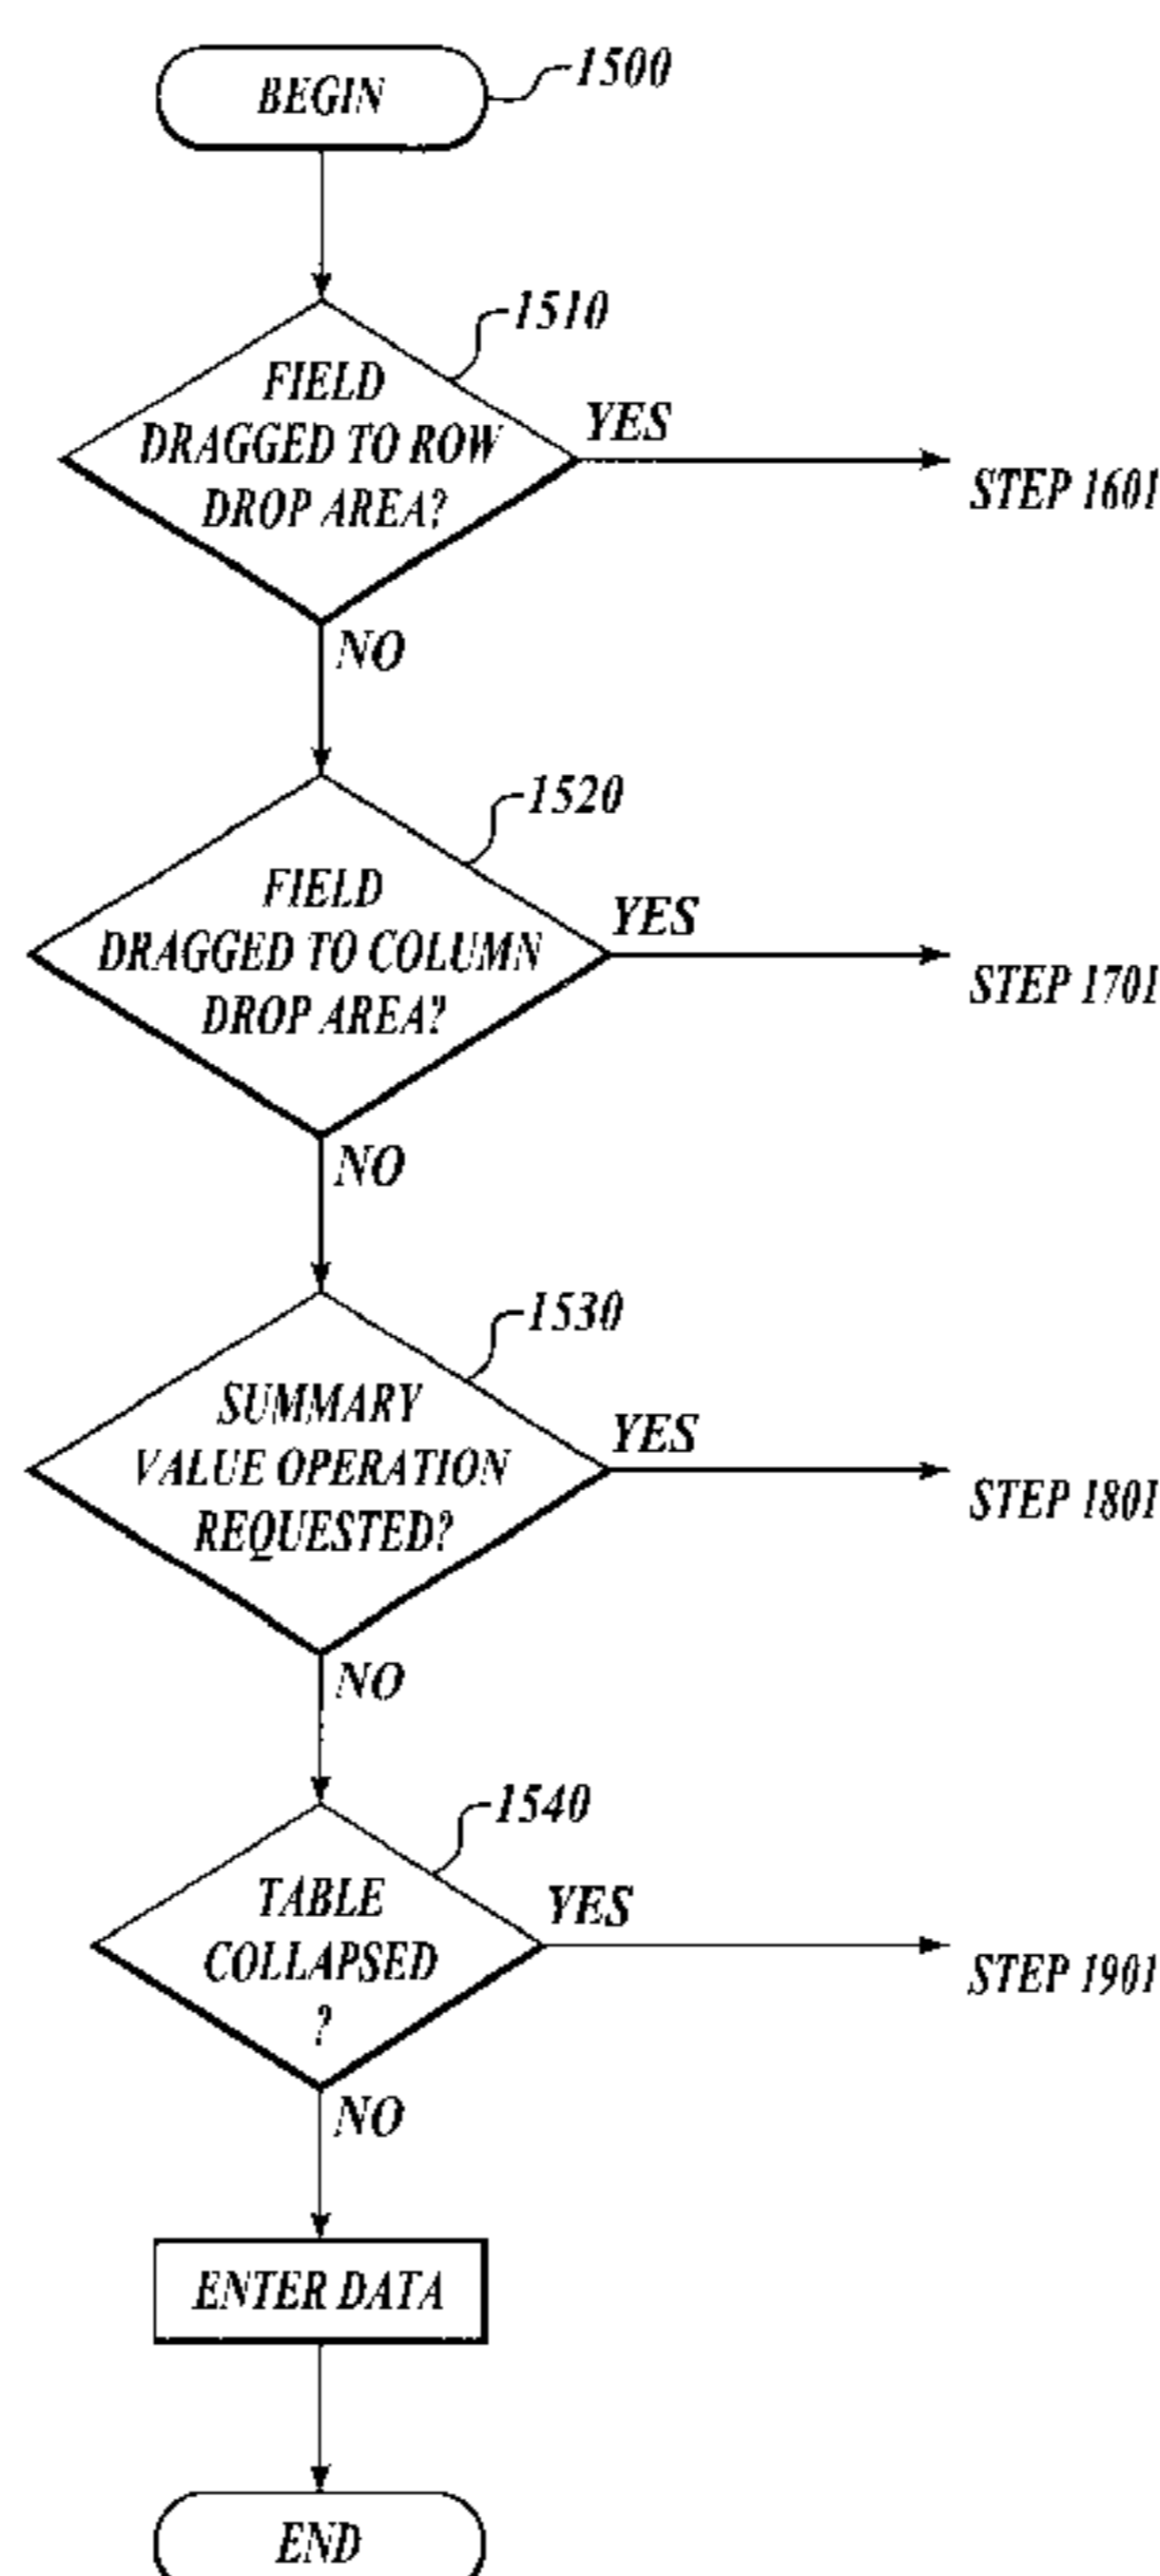 BEGIN
1500
1510
FIELD
DRAGGED TO ROW
DROP AREA?
YES
STEP 1601
NO
1520
FIELD
DRAGGED TO COLUMN
DROP AREA?
YES
STEP 1701
NO
1530
SUMMARY
VALUE OPERATION
REQUESTED?
YES
STEP 1801
NO
1540
TABLE
COLLAPSED
?
YES
STEP 1901
NO
ENTER DATA
END